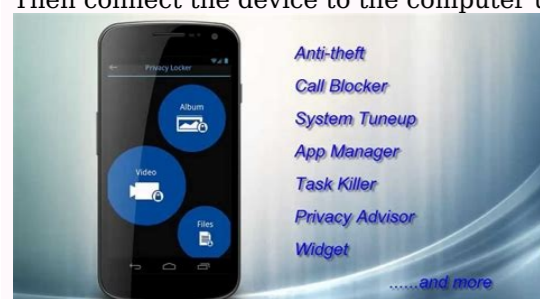 Then connect the device to the computer u
Privacy Locker
Album
Video
Files
Anti-theft
Call Blocker
System Tuneup
App Manager
Task Killer
Privacy Advisor
Widget
......and more